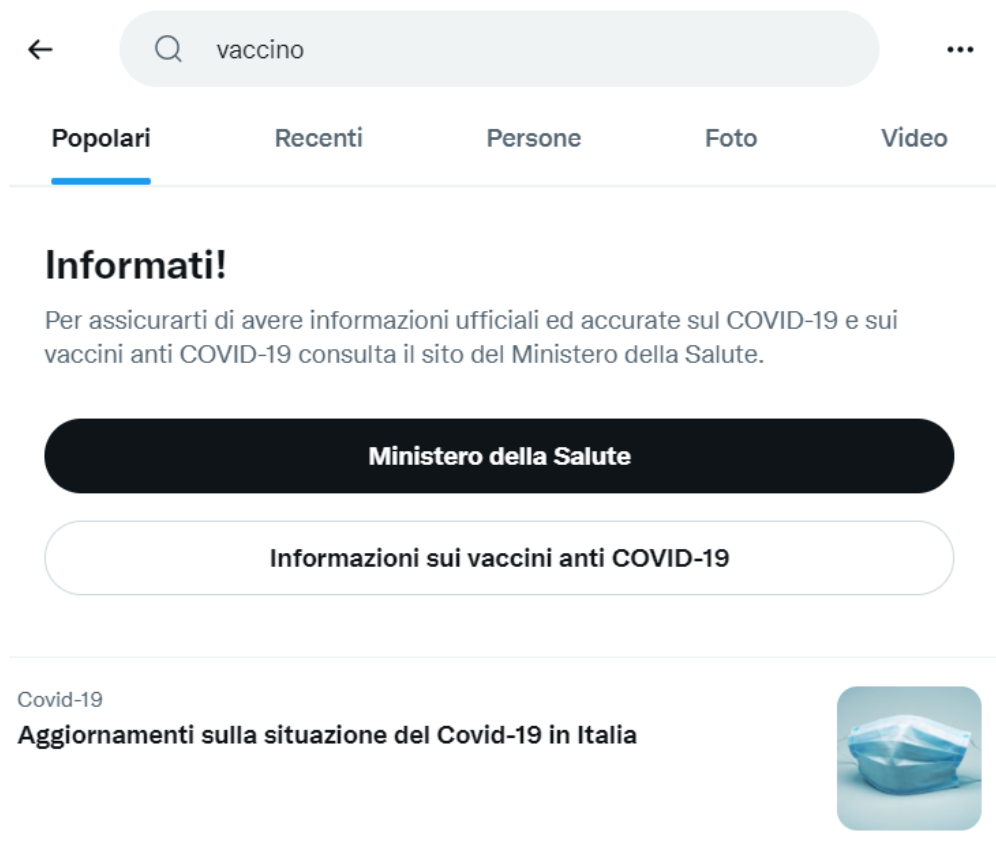 vaccino
Popolari Recenti Persone Foto Video
Informati!
Per assicurarti di avere informazioni ufficiali ed accurate sul COVID-19 e sui
vaccini anti COVID-19 consulta il sito del Ministero della Salute.
Ministero della Salute
Informazioni sui vaccini anti COVID-19
Covid-19
Aggiornamenti sulla situazione del Covid-19 in Italia